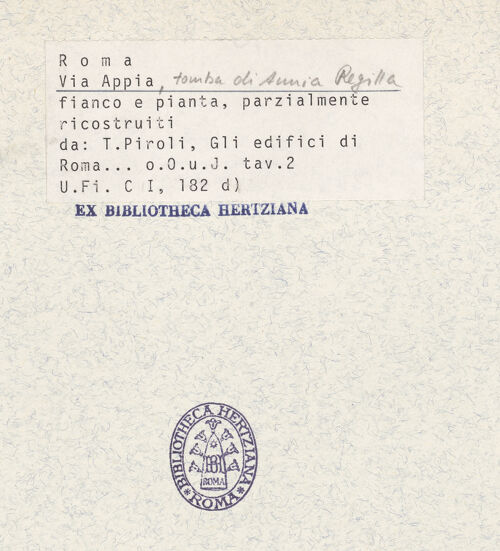 Roma
Via Appia, tomba di Annia Regilla
fianco e pianta, parzialmente
ricostruiti
da: T.Piroli, Gli edifici di
Roma... o.O.u.J. tav.2
U.Fi. C I, 182 d)
EX BIBLIOTHECA HERTZIANA
BIBLIOTHECA HERTZIANA
ROMA
ROMA